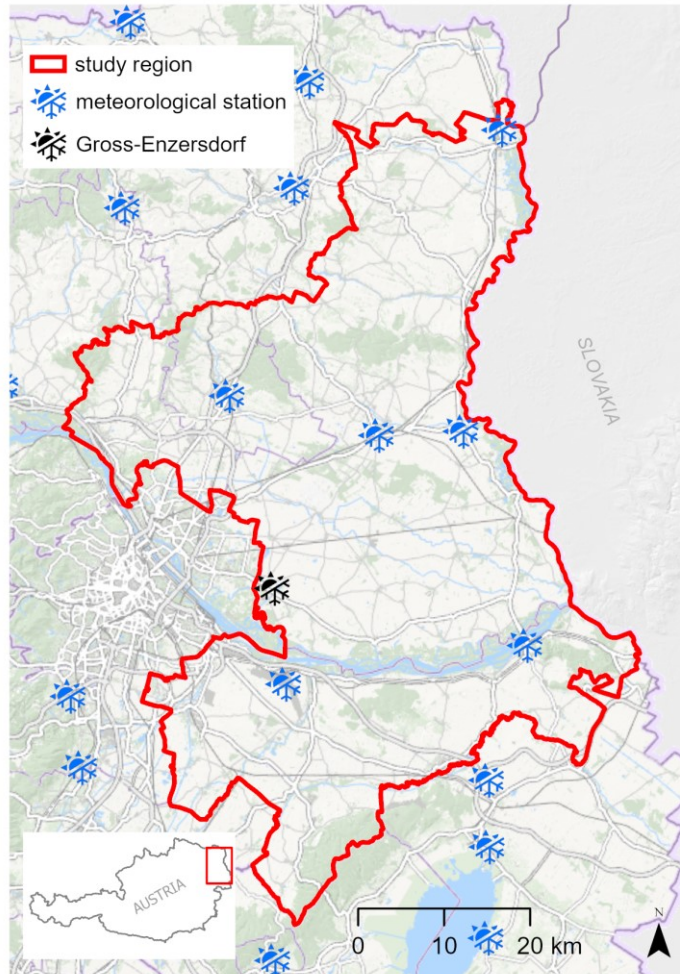 study region
meteorological station
Gross-Enzersdorf
SLOVAKIA
AUSTRIA
0 10 20 km
N